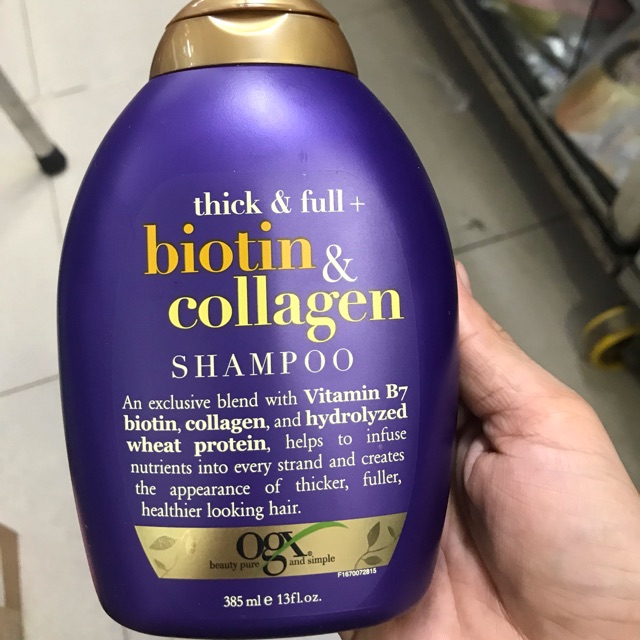 thick & full +
biotin &
collagen
SHAMPOO
An exclusive blend with Vitamin B7
biotin, collagen, and hydrolyzed
wheat protein, helps to infuse
nutrients into every strand and creates
the appearance of thicker, fuller,
healthier looking hair.
ogx®
beauty pure and simple
F1670072815
385 ml e 13fl.oz.